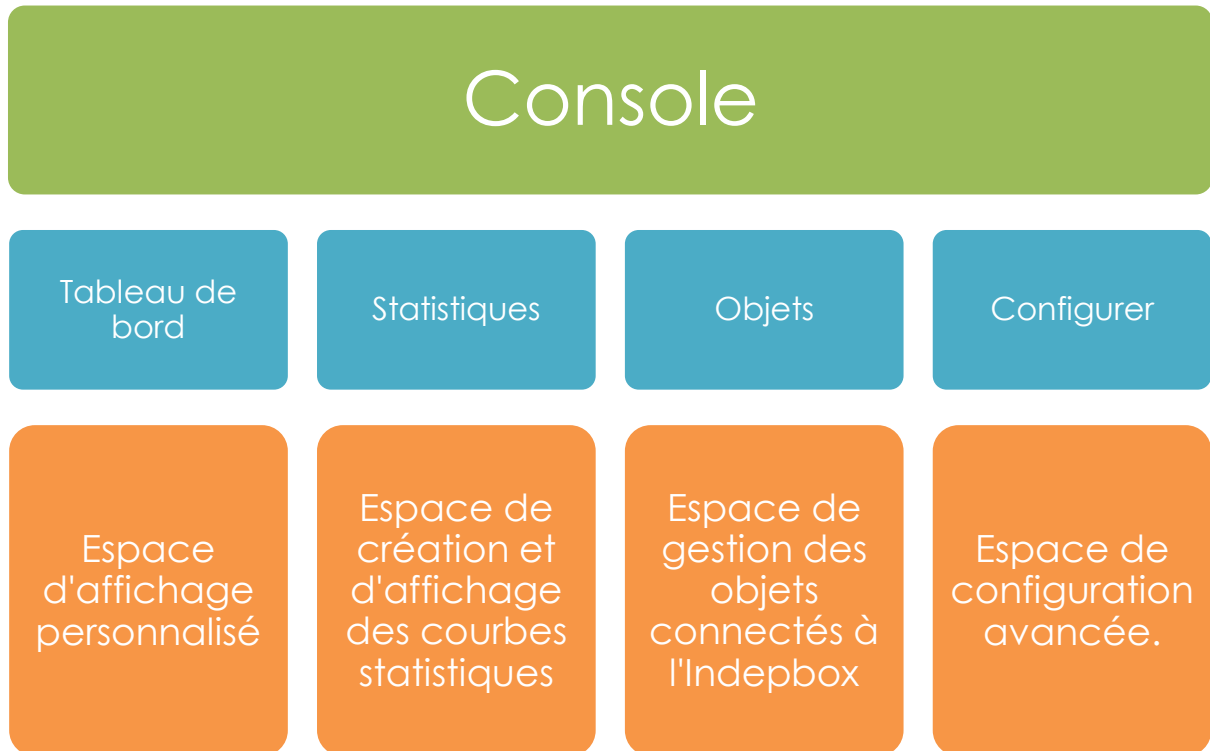 Console
Tableau de
bord
Statistiques
Objets
Configurer
Espace
d'affichage
personnalisé
Espace de
création et
d'affichage
des courbes
statistiques
Espace de
gestion des
objets
connectés à
l'Indepbox
Espace de
configuration
avancée.